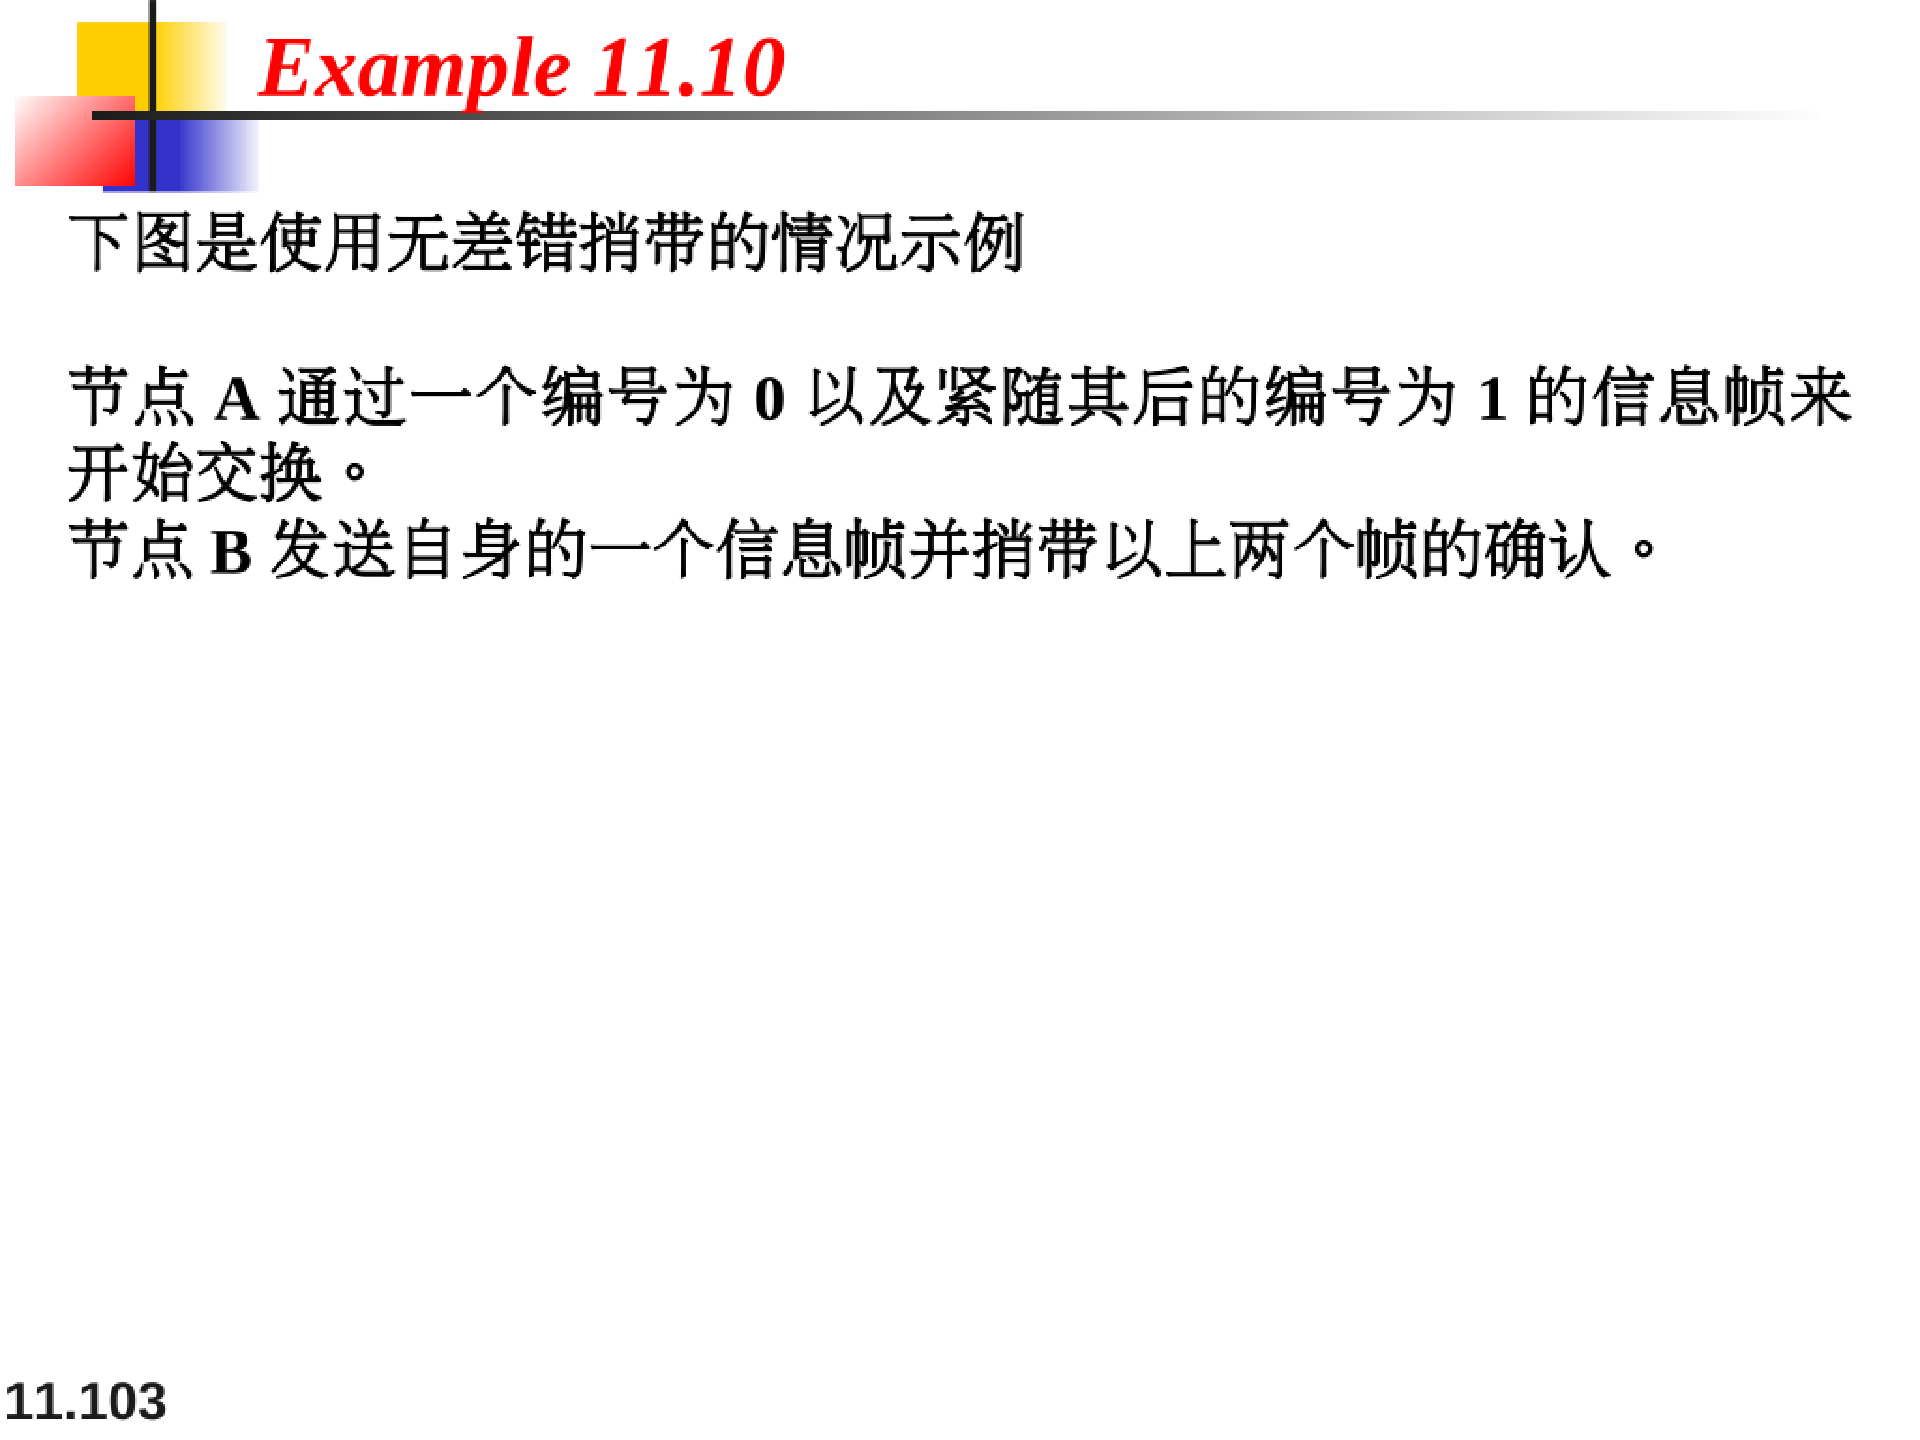 Example 11.10
下图是使用无差错捎带的情况示例
节点 A 通过一个编号为 0 以及紧随其后的编号为 1 的信息帧来
开始交换。
节点 B 发送自身的一个信息帧并捎带以上两个帧的确认。
11.103